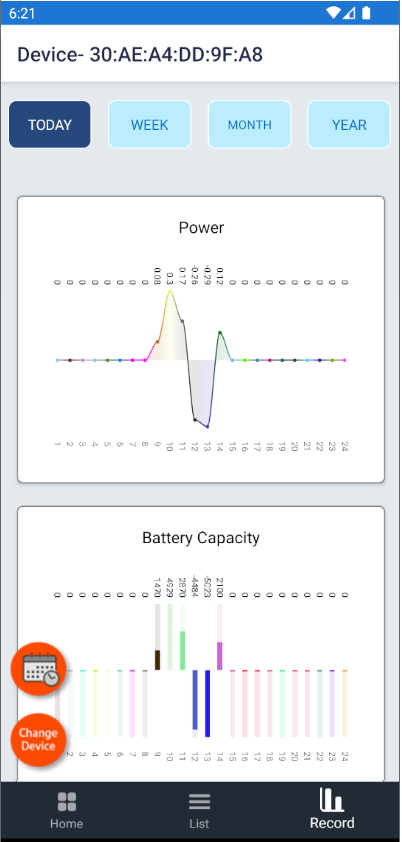 6:21
Device- 30:AE:A4:DD:9F:A8
TODAY WEEK MONTH YEAR
Power
0 0 0 0 0 0 0 0 0.08 0.3 0.17 -0.26 -0.29 0.12 0 0 0 0 0 0 0 0 0 0
1 2 3 4 5 6 7 8 9 10 11 12 13 14 15 16 17 18 19 20 21 22 23 24
Battery Capacity
0 0 0 0 0 0 0 0 1470 4929 2870 -4484 -5023 2100 0 0 0 0 0 0 0 0 0 0
2 3 4 5 6 7 8 9 10 11 12 13 14 15 16 17 18 19 20 21 22 23 24
Change
Device
Home List Record